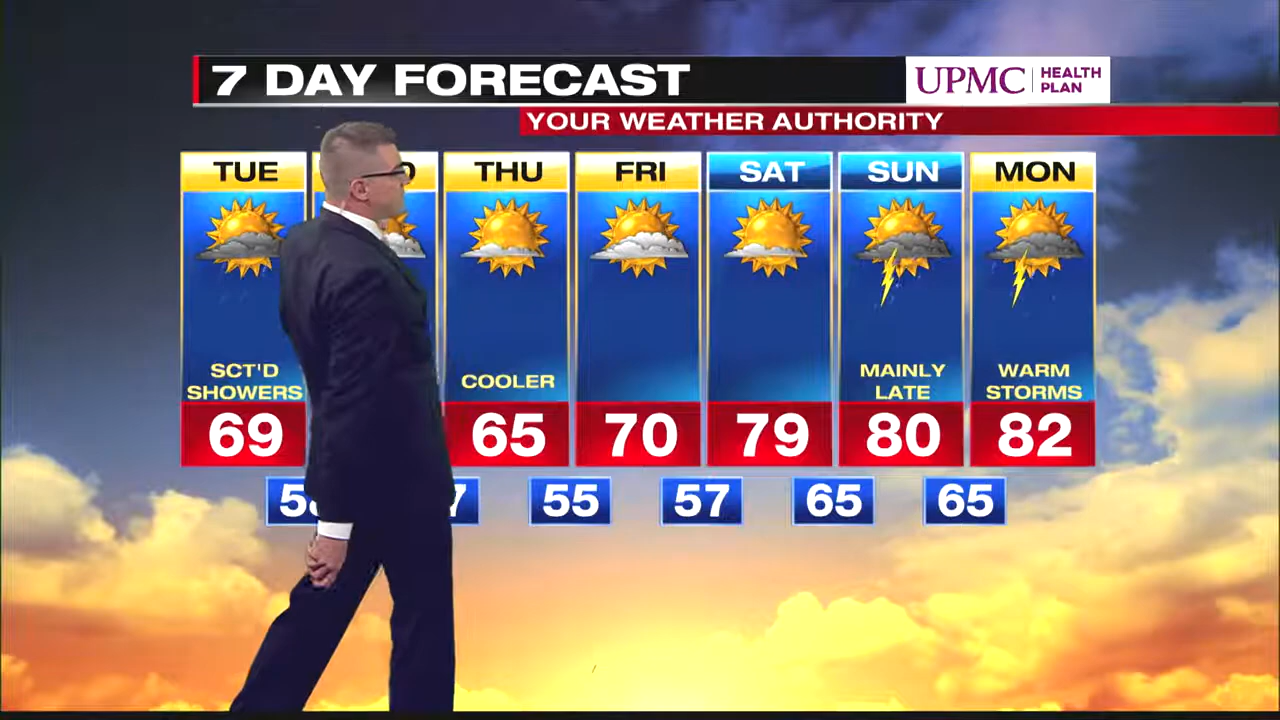 7 DAY FORECAST
UPMC
HEALTH
PLAN
YOUR WEATHER AUTHORITY
TUE
THU
FRI
SAT
SUN
MON
SCT'D
SHOWERS
COOLER
MAINLY
LATE
WARM
STORMS
69
65
70
79
80
82
55
57
65
65